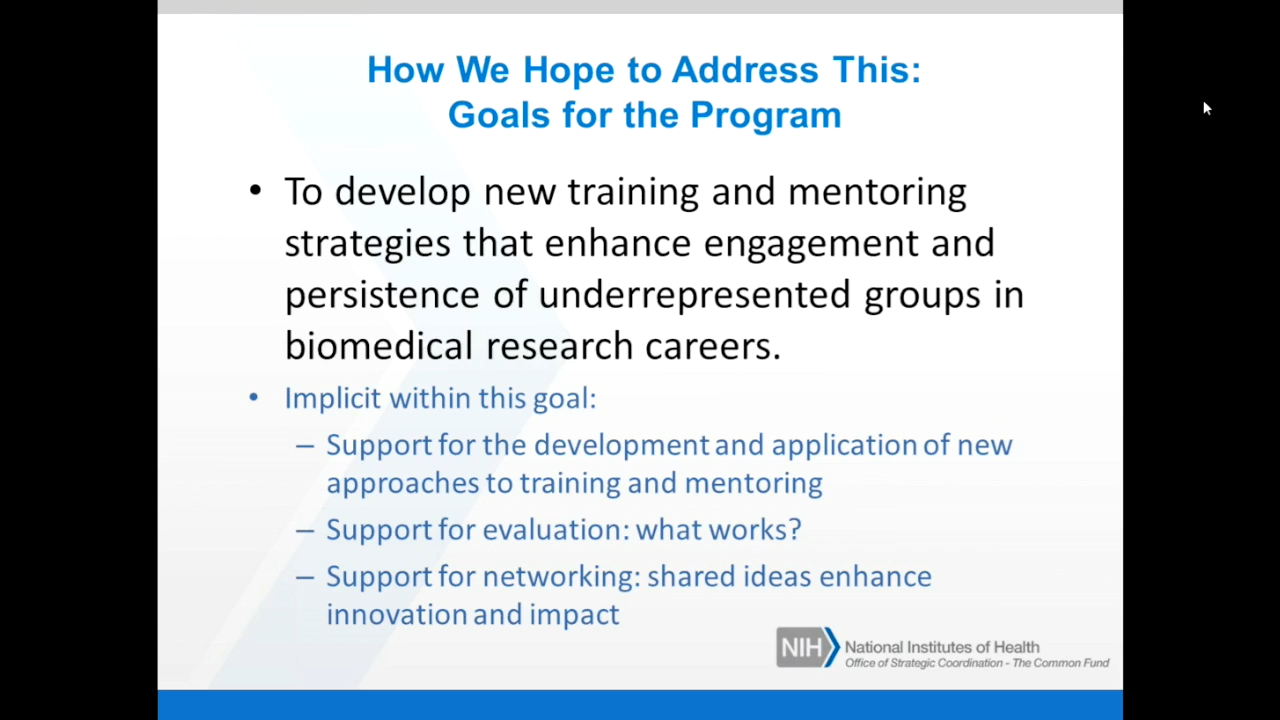 How We Hope to Address This:
Goals for the Program
• To develop new training and mentoring
strategies that enhance engagement and
persistence of underrepresented groups in
biomedical research careers.
• Implicit within this goal:
– Support for the development and application of new
approaches to training and mentoring
– Support for evaluation: what works?
– Support for networking: shared ideas enhance
innovation and impact
NIH National Institutes of Health
Office of Strategic Coordination - The Common Fund